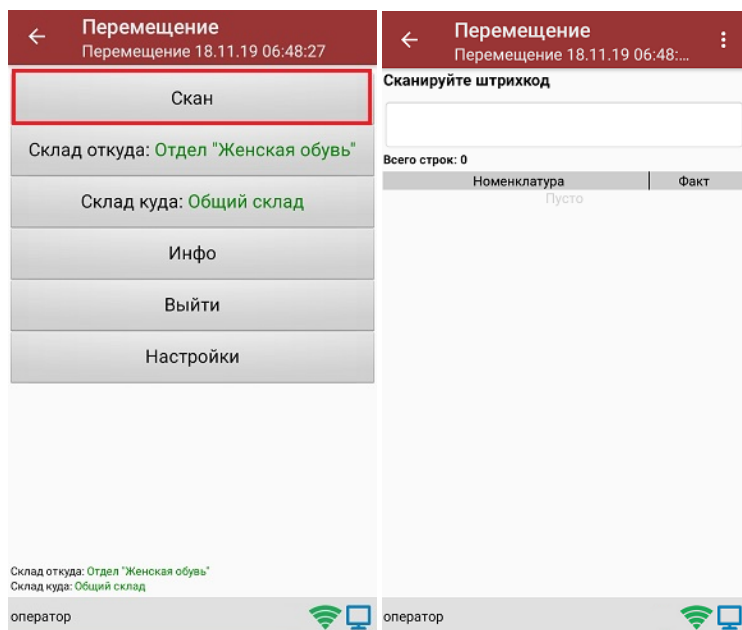 Перемещение
Перемещение 18.11.19 06:48:27
Скан
Склад откуда: Отдел "Женская обувь"
Склад куда: Общий склад
Инфо
Выйти
Настройки
Склад откуда: Отдел "Женская обувь"
Склад куда: Общий склад
оператор
Перемещение
Перемещение 18.11.19 06:48:...
Сканируйте штрихкод
Всего строк: 0
Номенклатура Факт
Пусто
оператор